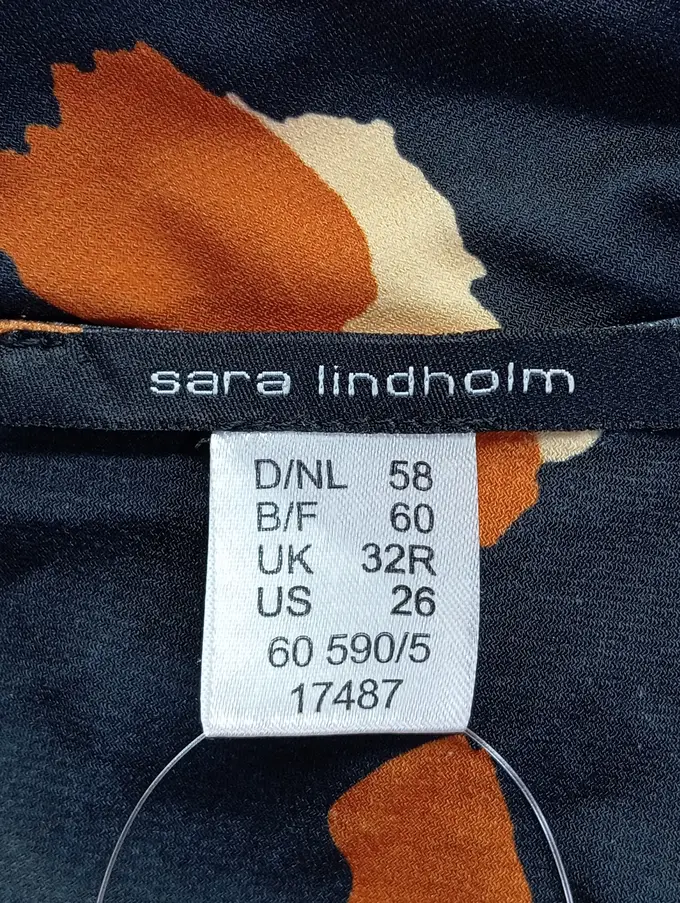 sara lindholm
D/NL 58
B/F 60
UK 32R
US 26
60 590/5
17487